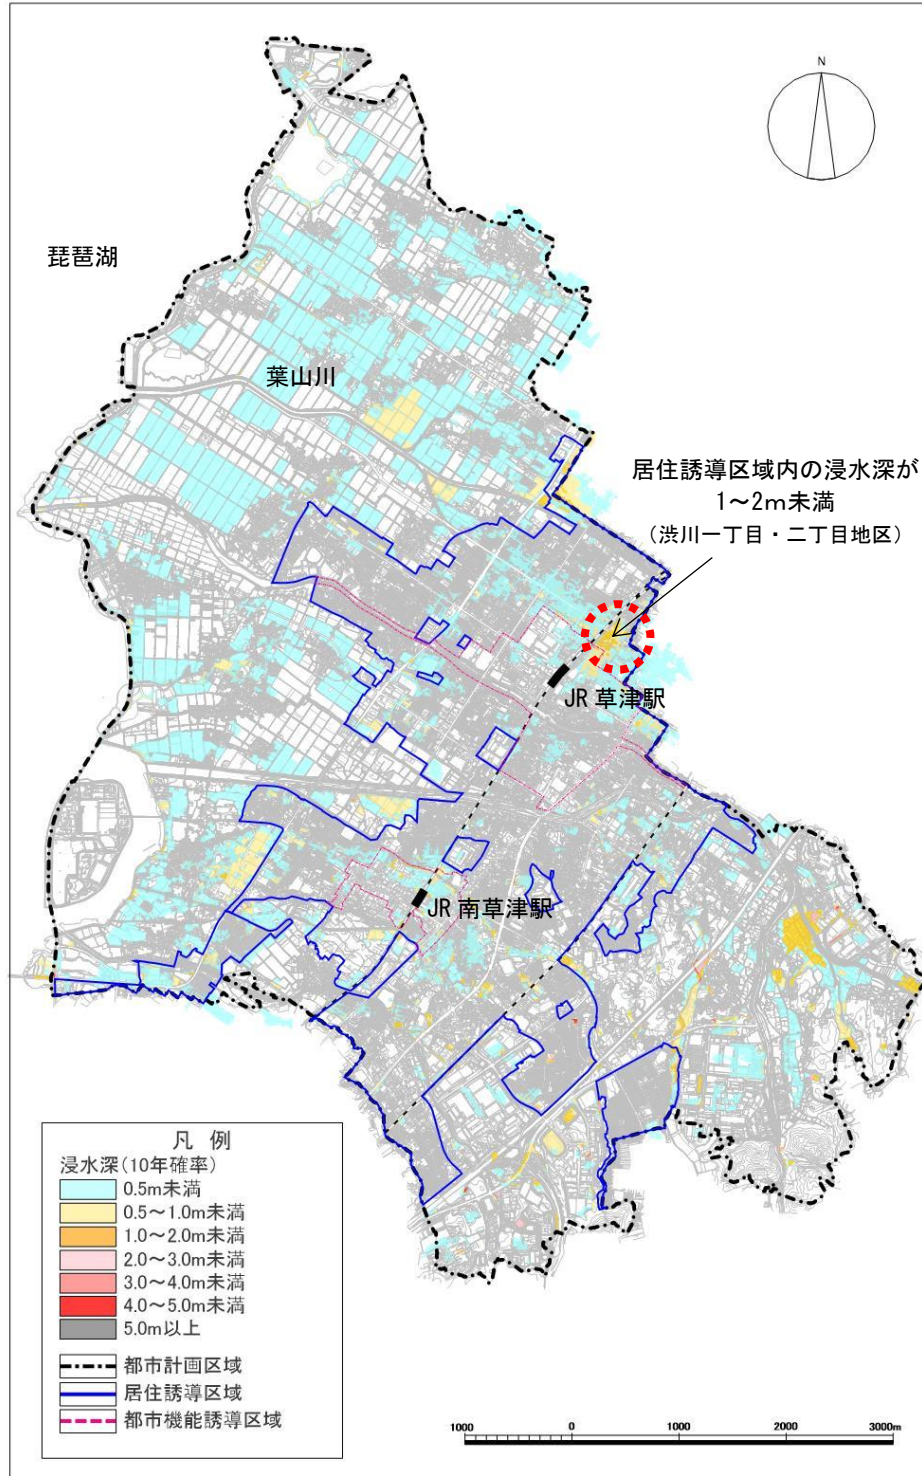 N
琵琶湖
葉山川
居住誘導区域内の浸水深が
1～2ｍ未満
（渋川一丁目・二丁目地区）
JR 草津駅
JR 南草津駅
凡 例
浸水深(10年確率)
0.5m未満
0.5～1.0m未満
1.0～2.0m未満
2.0～3.0m未満
3.0～4.0m未満
4.0～5.0m未満
5.0m以上
都市計画区域
居住誘導区域
都市機能誘導区域
1000 0 1000 2000 3000m